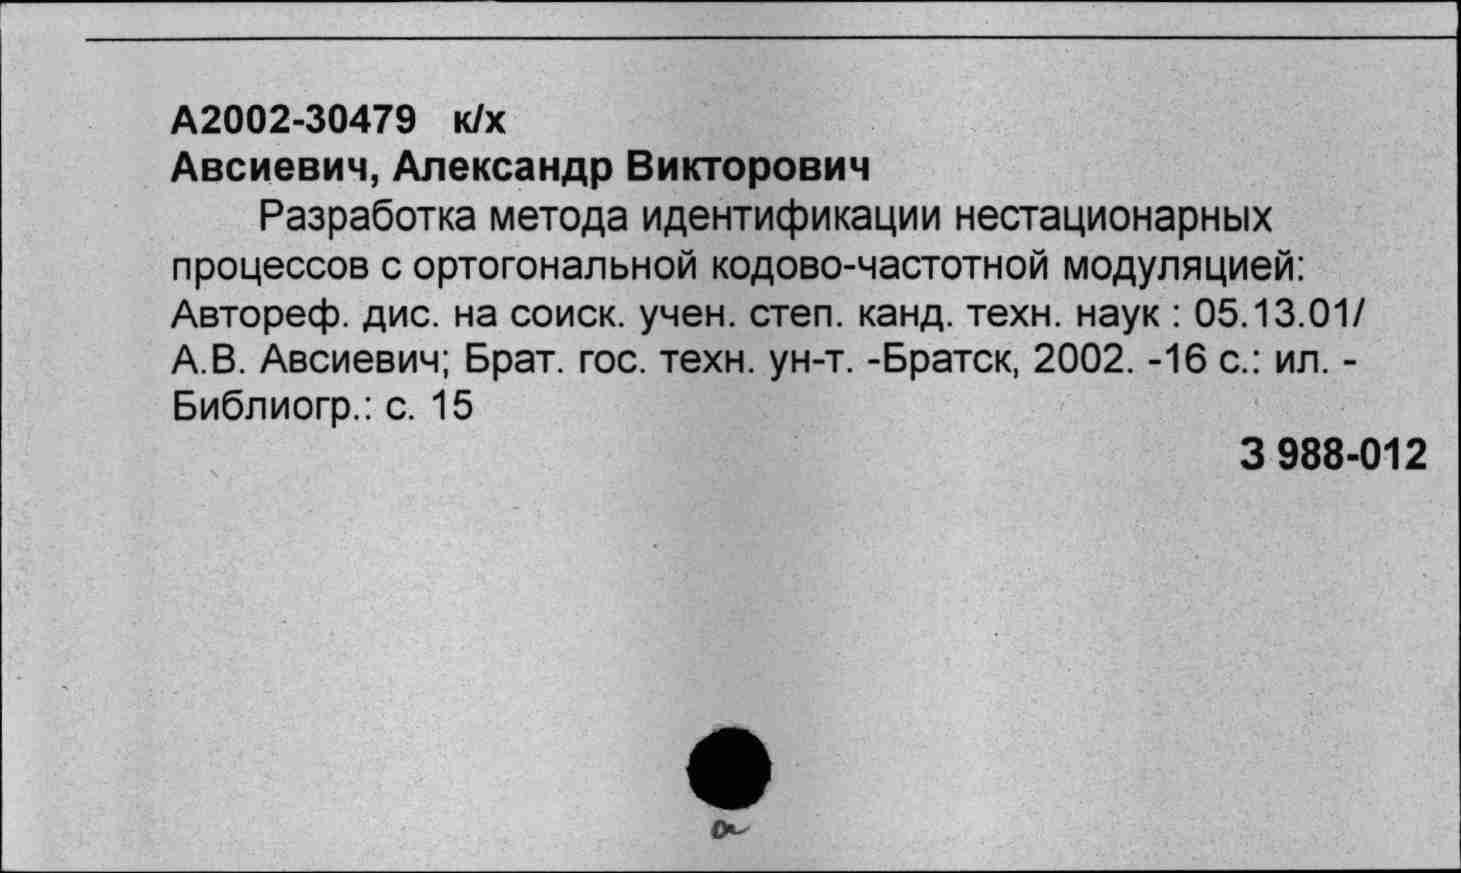 А2002-30479 к/х
Авсиевич, Александр Викторович
Разработка метода идентификации нестационарных
процессов с ортогональной кодово-частотной модуляцией:
Автореф. дис. на соиск. учен. степ. канд. техн. наук : 05.13.01/
А.В. Авсиевич; Брат. гос. техн. ун-т. -Братск, 2002. -16 с.: ил. -
Библиогр.: с. 15
З 988-012